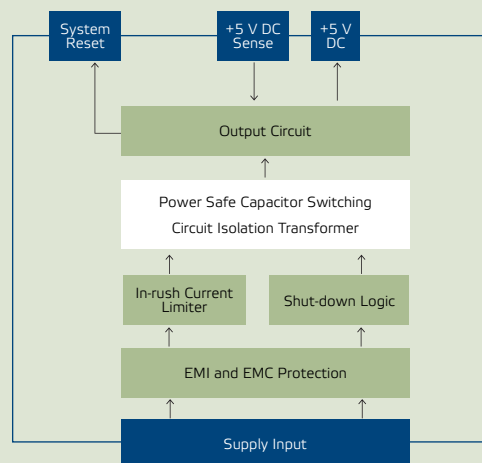 System
Reset
+5 V DC
Sense
+5 V
DC
Output Circuit
Power Safe Capacitor Switching
Circuit Isolation Transformer
In-rush Current
Limiter
Shut-down Logic
EMI and EMC Protection
Supply Input